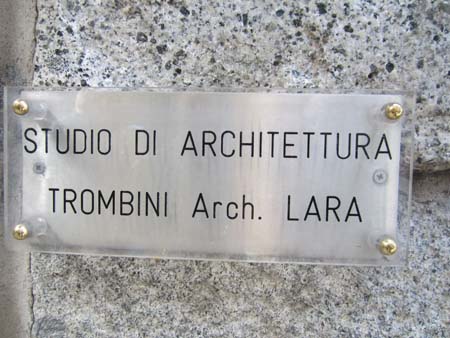 STUDIO DI ARCHITETTURA
TROMBINI Arch. LARA